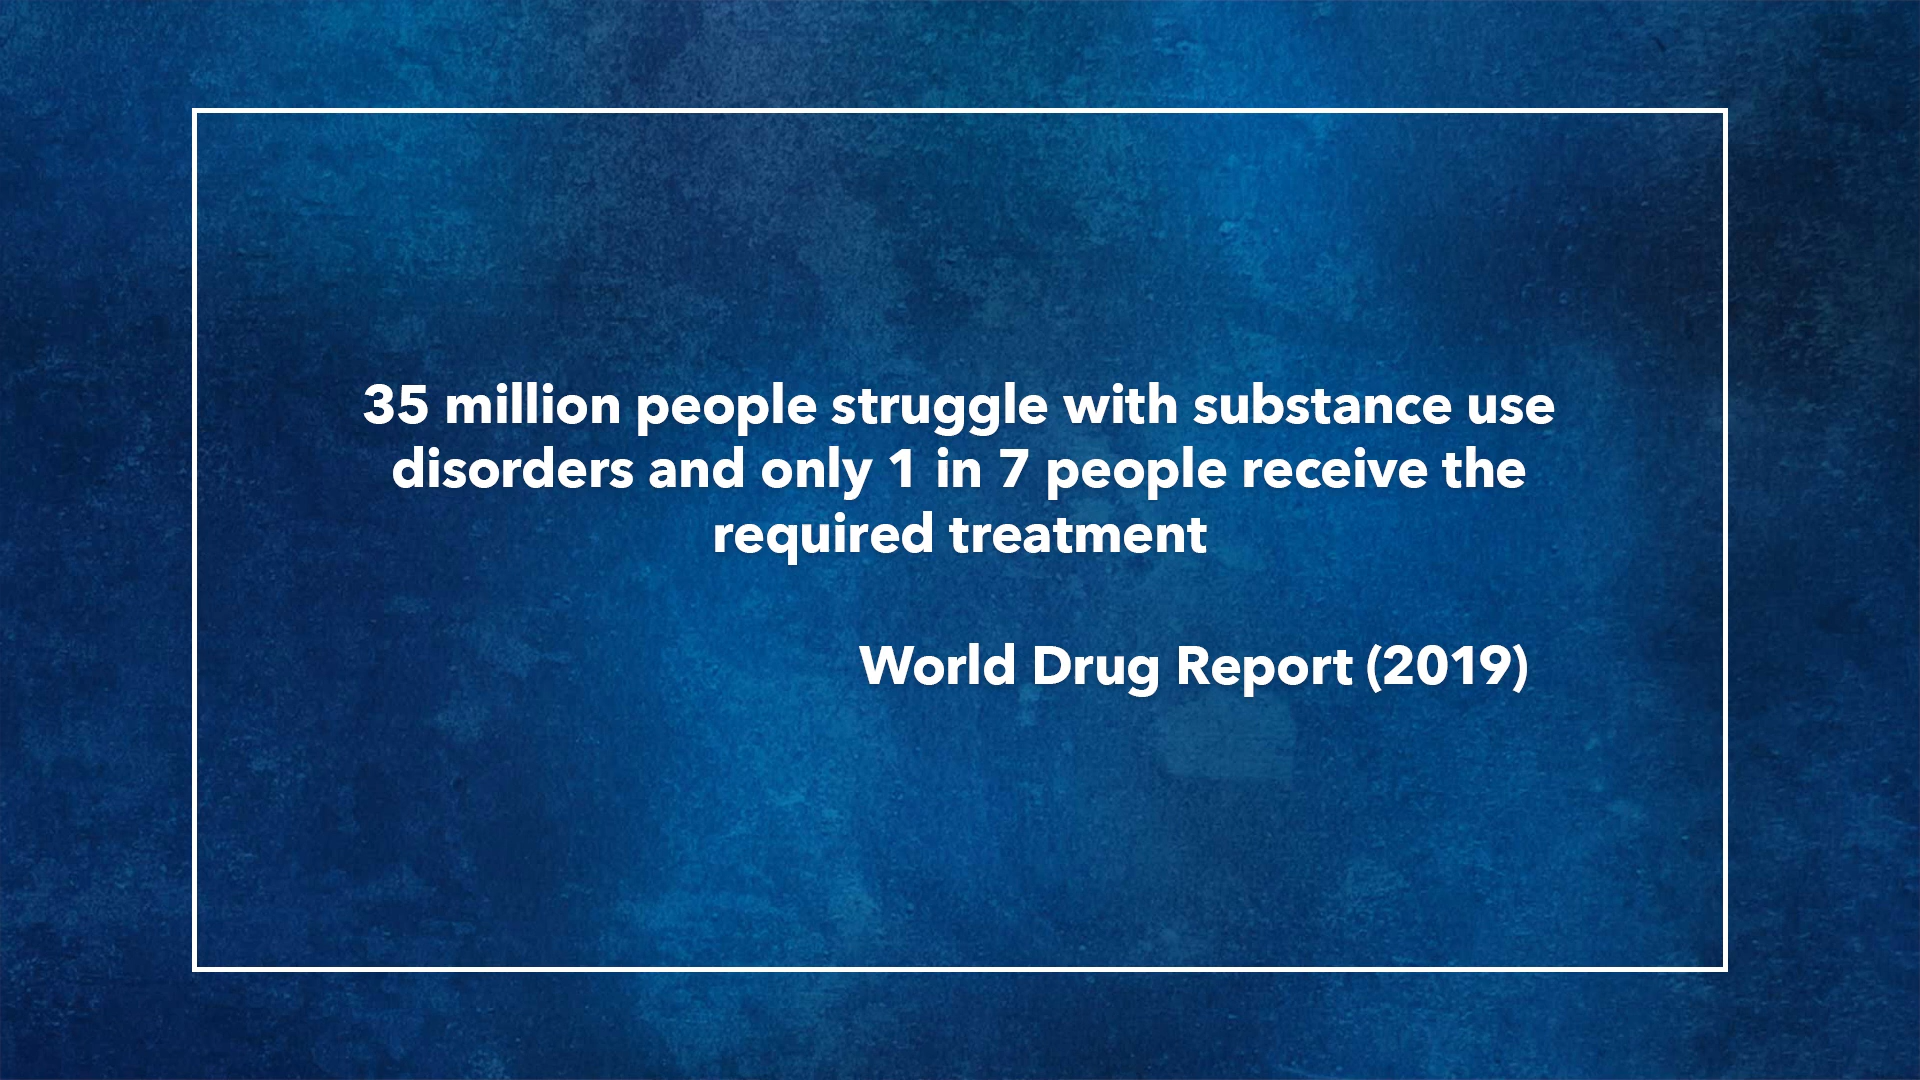 35 million people struggle with substance use
disorders and only 1 in 7 people receive the
required treatment
World Drug Report (2019)